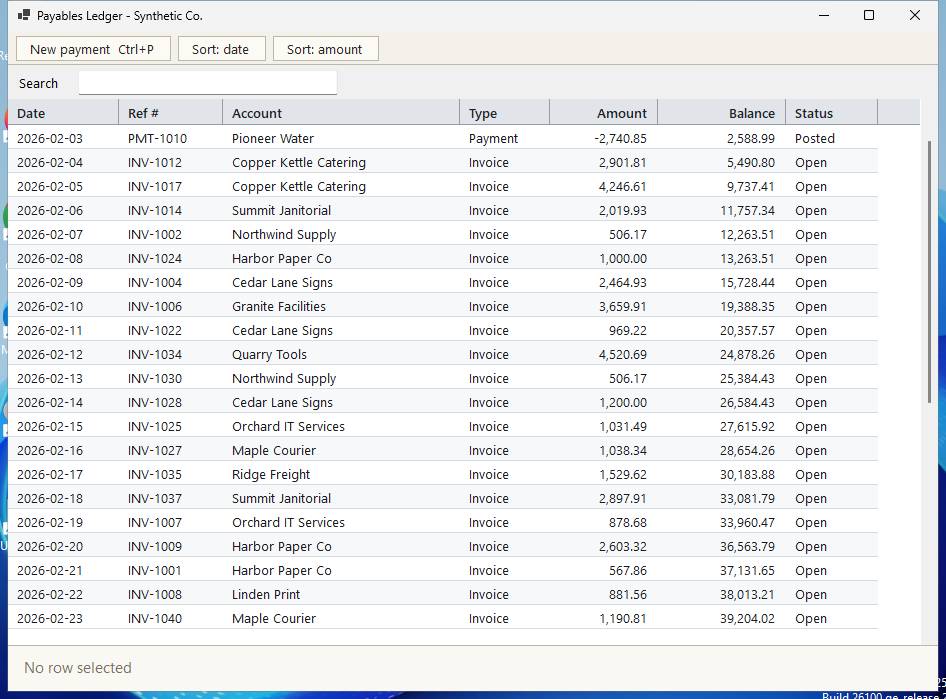 Payables Ledger - Synthetic Co.
New payment Ctrl+P Sort: date Sort: amount
Search
Date Ref # Account Type Amount Balance Status
2026-02-03 PMT-1010 Pioneer Water Payment -2,740.85 2,588.99 Posted
2026-02-04 INV-1012 Copper Kettle Catering Invoice 2,901.81 5,490.80 Open
2026-02-05 INV-1017 Copper Kettle Catering Invoice 4,246.61 9,737.41 Open
2026-02-06 INV-1014 Summit Janitorial Invoice 2,019.93 11,757.34 Open
2026-02-07 INV-1002 Northwind Supply Invoice 506.17 12,263.51 Open
2026-02-08 INV-1024 Harbor Paper Co Invoice 1,000.00 13,263.51 Open
2026-02-09 INV-1004 Cedar Lane Signs Invoice 2,464.93 15,728.44 Open
2026-02-10 INV-1006 Granite Facilities Invoice 3,659.91 19,388.35 Open
2026-02-11 INV-1022 Cedar Lane Signs Invoice 969.22 20,357.57 Open
2026-02-12 INV-1034 Quarry Tools Invoice 4,520.69 24,878.26 Open
2026-02-13 INV-1030 Northwind Supply Invoice 506.17 25,384.43 Open
2026-02-14 INV-1028 Cedar Lane Signs Invoice 1,200.00 26,584.43 Open
2026-02-15 INV-1025 Orchard IT Services Invoice 1,031.49 27,615.92 Open
2026-02-16 INV-1027 Maple Courier Invoice 1,038.34 28,654.26 Open
2026-02-17 INV-1035 Ridge Freight Invoice 1,529.62 30,183.88 Open
2026-02-18 INV-1037 Summit Janitorial Invoice 2,897.91 33,081.79 Open
2026-02-19 INV-1007 Orchard IT Services Invoice 878.68 33,960.47 Open
2026-02-20 INV-1009 Harbor Paper Co Invoice 2,603.32 36,563.79 Open
2026-02-21 INV-1001 Harbor Paper Co Invoice 567.86 37,131.65 Open
2026-02-22 INV-1008 Linden Print Invoice 881.56 38,013.21 Open
2026-02-23 INV-1040 Maple Courier Invoice 1,190.81 39,204.02 Open
No row selected
Build 26100.ge_release